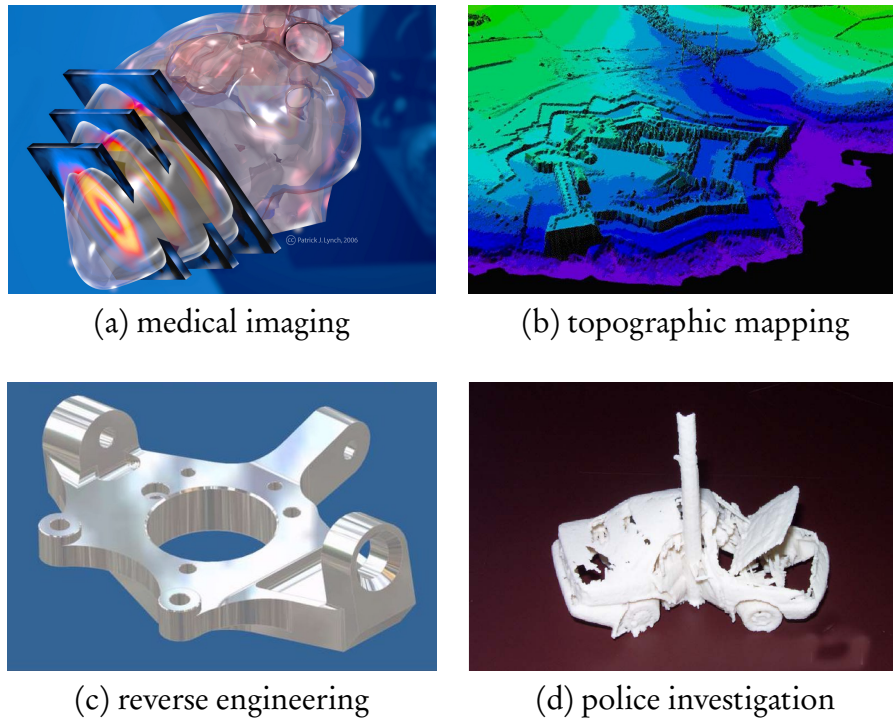 © Patrick J. Lynch, 2006
(a) medical imaging
(b) topographic mapping
(c) reverse engineering
(d) police investigation